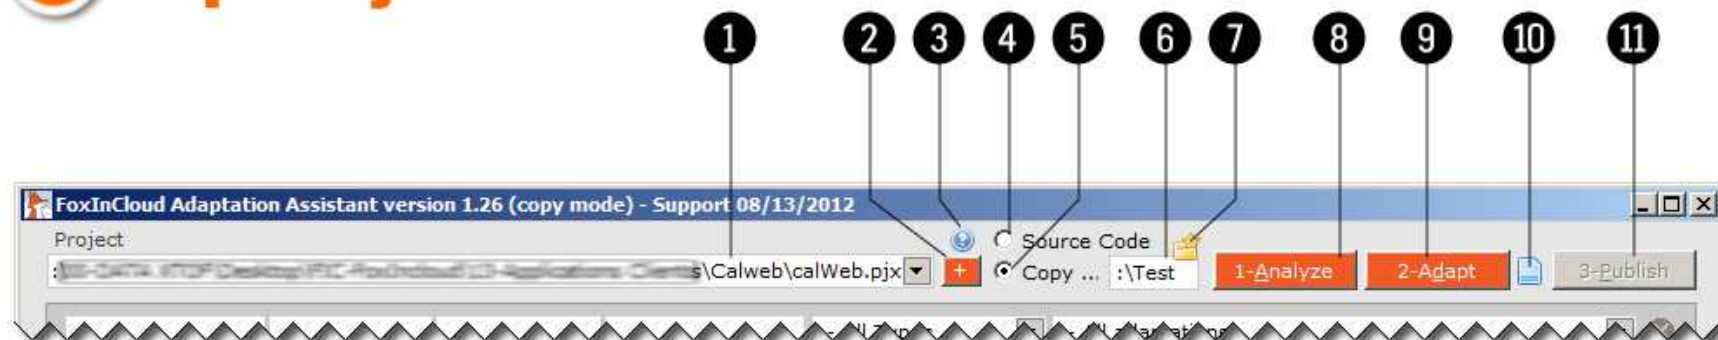 1 2 3 4 5 6 7 8 9 10 11
FoxInCloud Adaptation Assistant version 1.26 (copy mode) - Support 08/13/2012
Project
Source Code
s\Calweb\calWeb.pjx + Copy ... :\Test 1-Analyze 2-Adapt 3-Publish